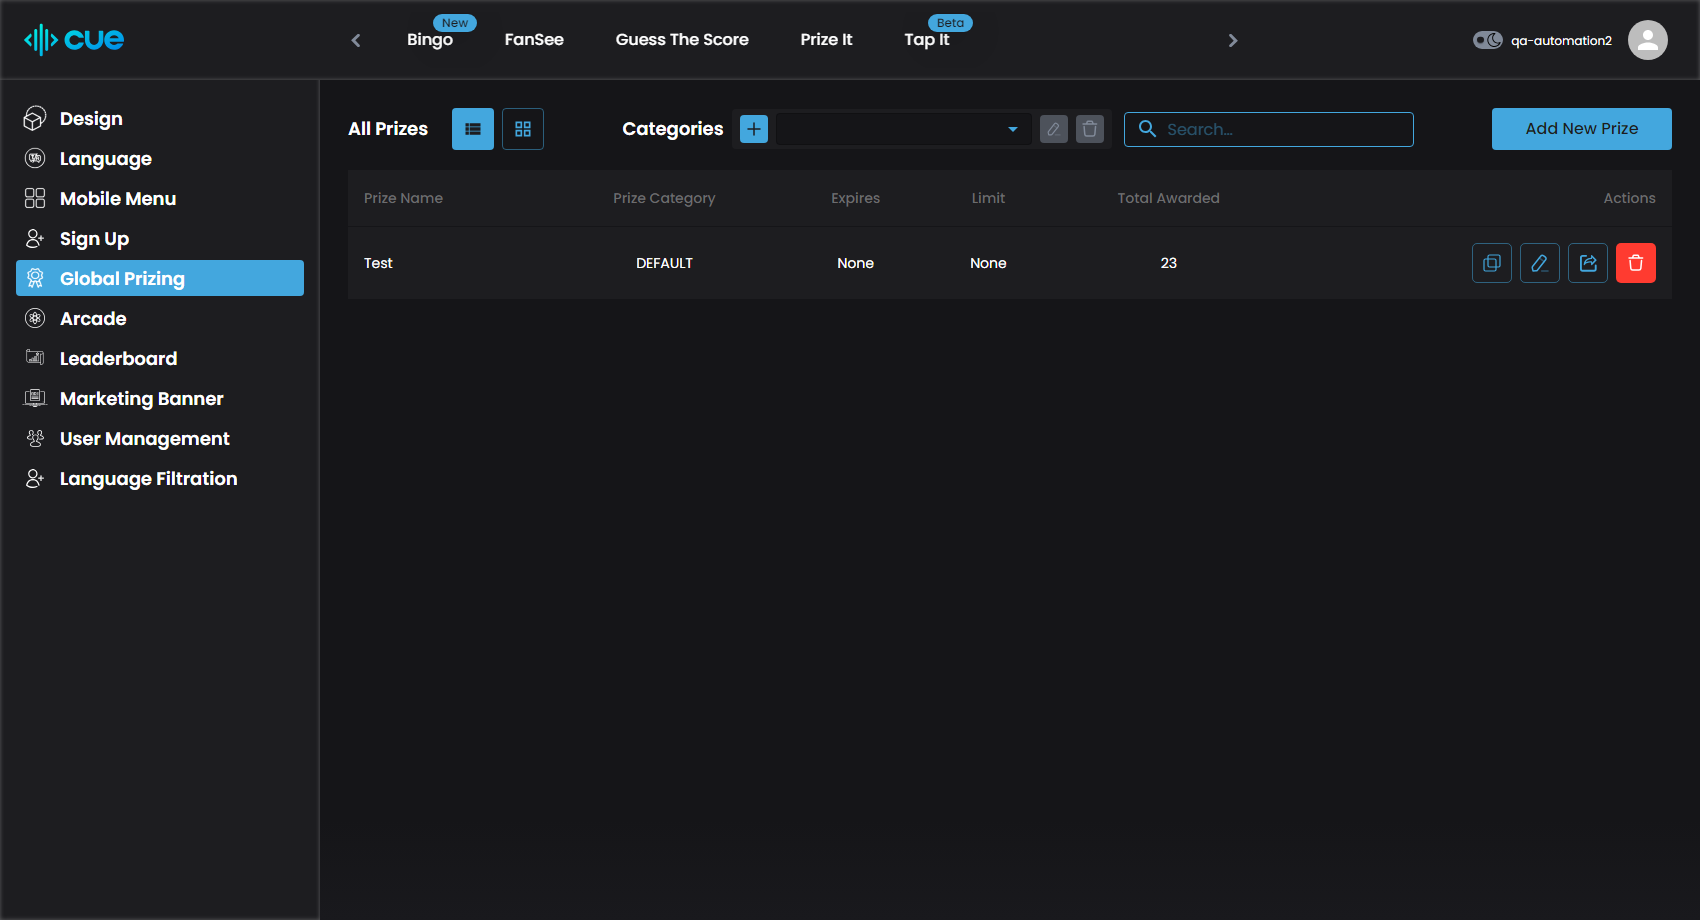 cue
Bingo
New
FanSee
Guess The Score
Prize It
Tap It
Beta
qa-automation2
Design
Language
Mobile Menu
Sign Up
Global Prizing
Arcade
Leaderboard
Marketing Banner
User Management
Language Filtration
All Prizes
Categories
Search...
Add New Prize
Prize Name Prize Category Expires Limit Total Awarded Actions
Test DEFAULT None None 23